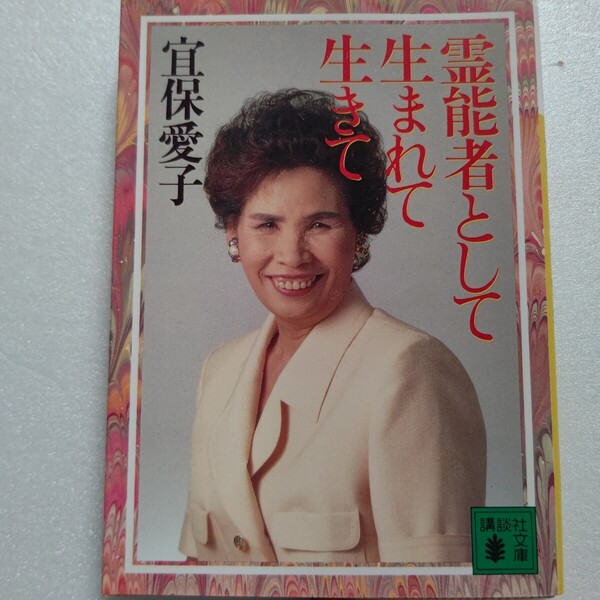 霊能者として
生まれて
生きて
宜保愛子
講談社
文庫